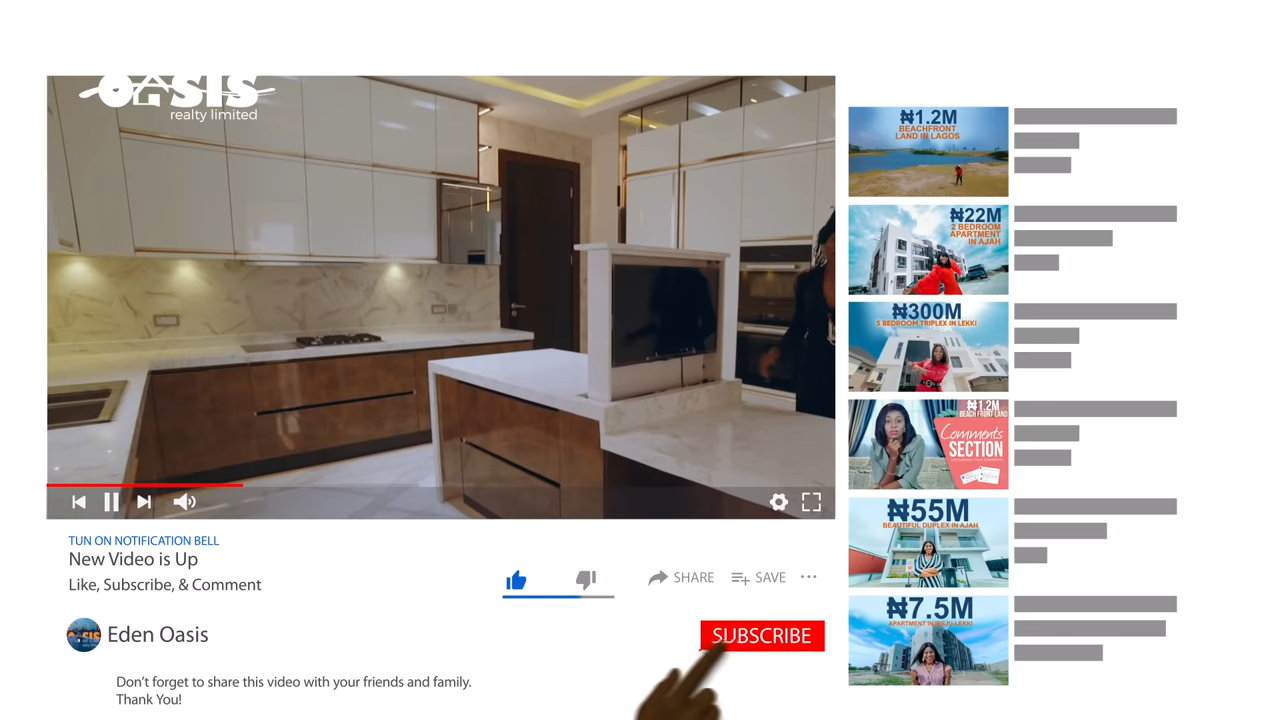 OASIS
realty limited
TUN ON NOTIFICATION BELL
New Video is Up
Like, Subscribe, & Comment
SHARE
SAVE
Eden Oasis
SUBSCRIBE
Don’t forget to share this video with your friends and family.
Thank You!
₦1.2M
BEACHFRONT
LAND IN LAGOS
₦22M
2 BEDROOM
APARTMENT
IN AJAH
₦300M
5 BEDROOM TRIPLEX IN LEKKI
₦1.2M
BEACH FRONT LAND
Comments
SECTION
₦55M
BEAUTIFUL DUPLEX IN AJAH
₦7.5M